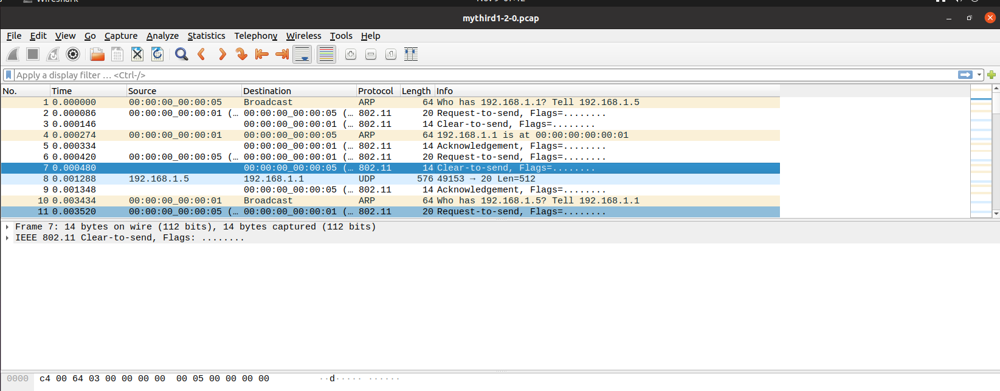 Wireshark
mythird1-2-0.pcap
File Edit View Go Capture Analyze Statistics Telephony Wireless Tools Help
Apply a display filter … <Ctrl-/>
No. Time Source Destination Protocol Length Info
1 0.000000 00:00:00_00:00:05 Broadcast ARP 64 Who has 192.168.1.1? Tell 192.168.1.5
2 0.000086 00:00:00_00:00:01 (… 00:00:00_00:00:05 (… 802.11 20 Request-to-send, Flags=........
3 0.000146 00:00:00_00:00:01 (… 802.11 14 Clear-to-send, Flags=........
4 0.000274 00:00:00_00:00:01 00:00:00_00:00:05 ARP 64 192.168.1.1 is at 00:00:00:00:00:01
5 0.000334 00:00:00_00:00:01 (… 802.11 14 Acknowledgement, Flags=........
6 0.000420 00:00:00_00:00:05 (… 00:00:00_00:00:01 (… 802.11 20 Request-to-send, Flags=........
7 0.000480 00:00:00_00:00:05 (… 802.11 14 Clear-to-send, Flags=........
8 0.001288 192.168.1.5 192.168.1.1 UDP 576 49153 → 20 Len=512
9 0.001348 00:00:00_00:00:05 (… 802.11 14 Acknowledgement, Flags=........
10 0.003434 00:00:00_00:00:01 Broadcast ARP 64 Who has 192.168.1.5? Tell 192.168.1.1
11 0.003520 00:00:00_00:00:05 (… 00:00:00_00:00:01 (… 802.11 20 Request-to-send, Flags=........
Frame 7: 14 bytes on wire (112 bits), 14 bytes captured (112 bits)
IEEE 802.11 Clear-to-send, Flags: ........
0000 c4 00 64 03 00 00 00 00 00 05 00 00 00 00 ··d····· ······